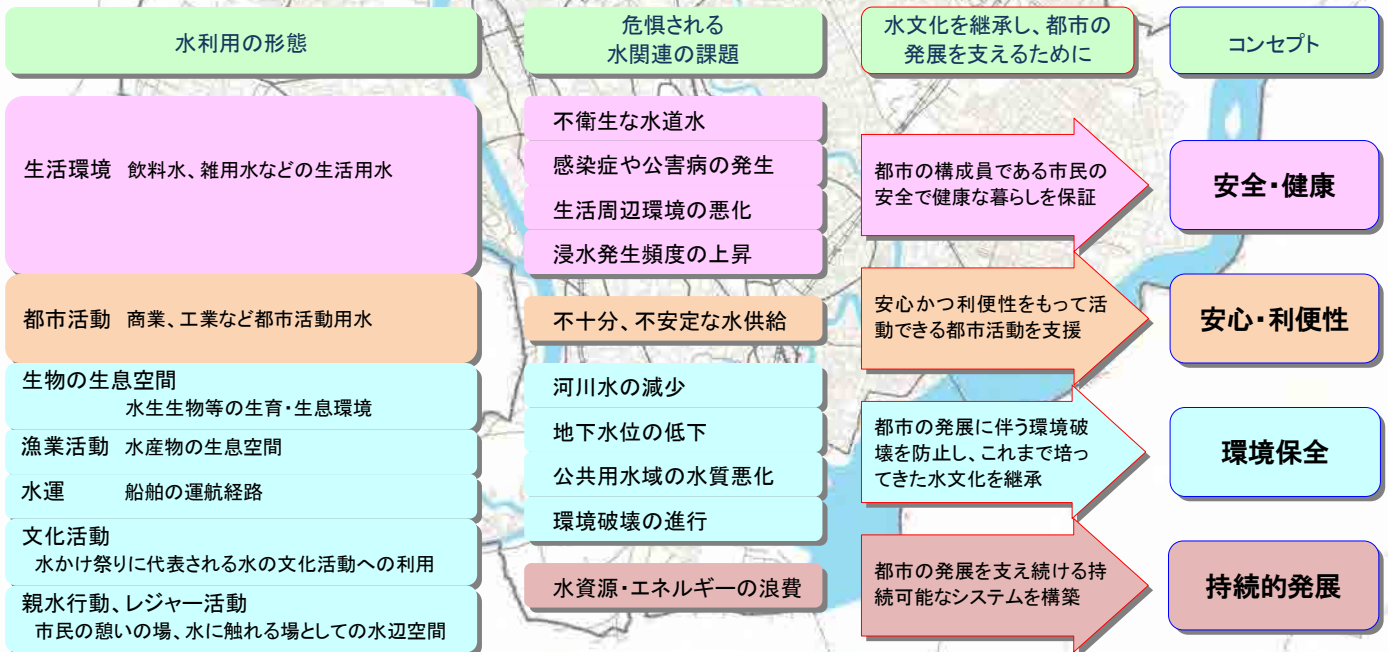 水利用の形態
危惧される
水関連の課題
水文化を継承し、都市の
発展を支えるために
コンセプト
生活環境 飲料水、雑用水などの生活用水
不衛生な水道水
感染症や公害病の発生
生活周辺環境の悪化
浸水発生頻度の上昇
都市の構成員である市民の
安全で健康な暮らしを保証
安全・健康
都市活動 商業、工業など都市活動用水
不十分、不安定な水供給
安心かつ利便性をもって活
動できる都市活動を支援
安心・利便性
生物の生息空間
水生生物等の生育・生息環境
漁業活動 水産物の生息空間
水運 船舶の運航経路
文化活動
水かけ祭りに代表される水の文化活動への利用
親水行動、レジャー活動
市民の憩いの場、水に触れる場としての水辺空間
河川水の減少
地下水位の低下
公共用水域の水質悪化
環境破壊の進行
都市の発展に伴う環境破
壊を防止し、これまで培っ
てきた水文化を継承
環境保全
水資源・エネルギーの浪費
都市の発展を支え続ける持
続可能なシステムを構築
持続的発展